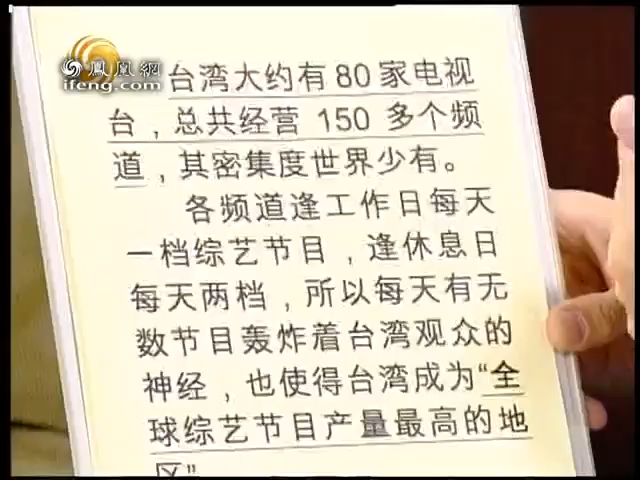 鳳凰網
ifeng.com
台湾大约有80家电视
台，总共经营 150 多个频
道，其密集度世界少有。
各频道逢工作日每天
一档综艺节目，逢休息日
每天两档，所以每天有无
数节目轰炸着台湾观众的
神经，也使得台湾成为“全
球综艺节目产量最高的地
区”